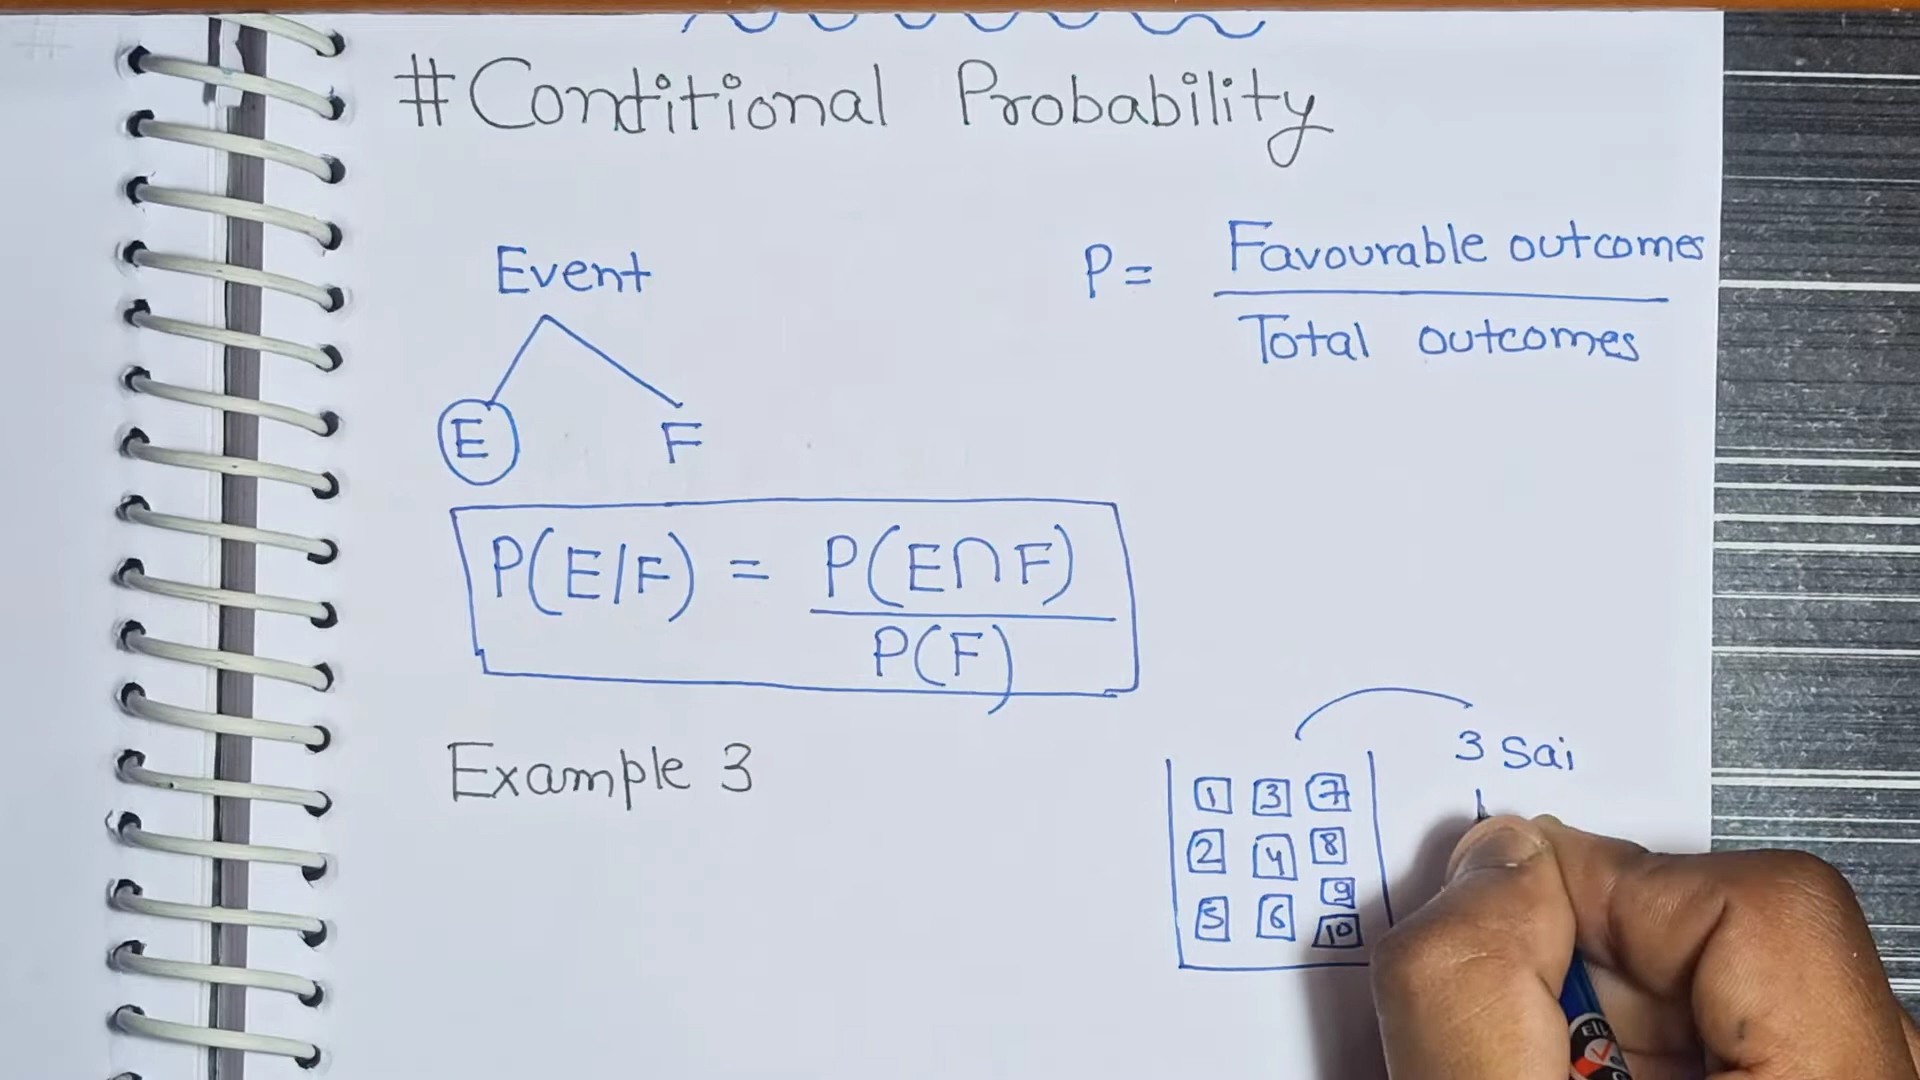 #Conditional Probability
Event
E F
P = Favourable outcomes
Total outcomes
P(E/F) = P(E∩F)
P(F)
Example 3
3 Sai
1 3 7
2 4 8
9
5 6 10